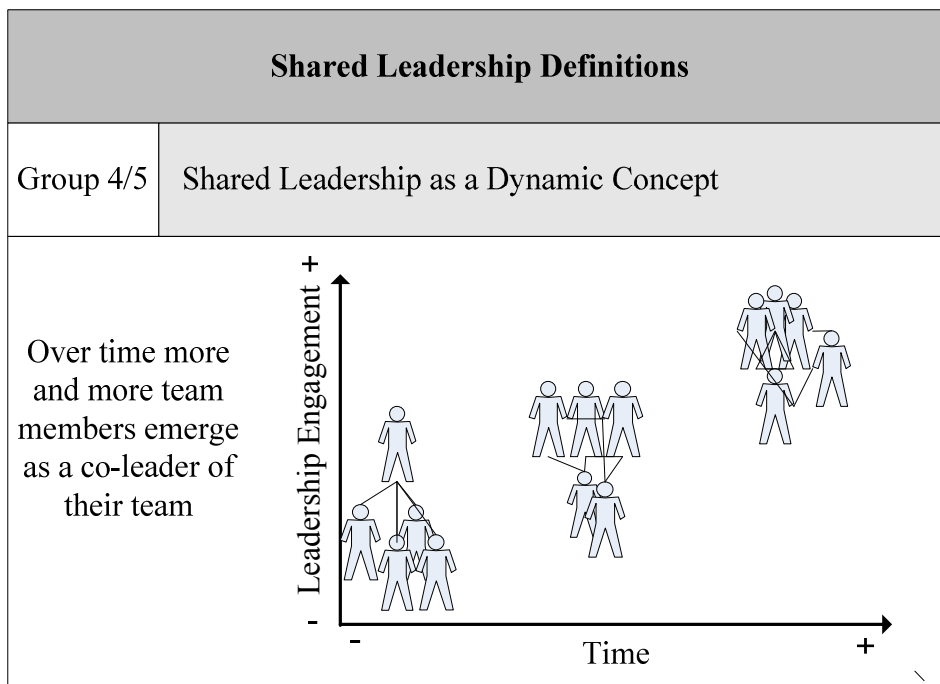 Shared Leadership Definitions
Group 4/5
Shared Leadership as a Dynamic Concept
Over time more
and more team
members emerge
as a co-leader of
their team
Leadership Engagement
+
-
-
Time
+